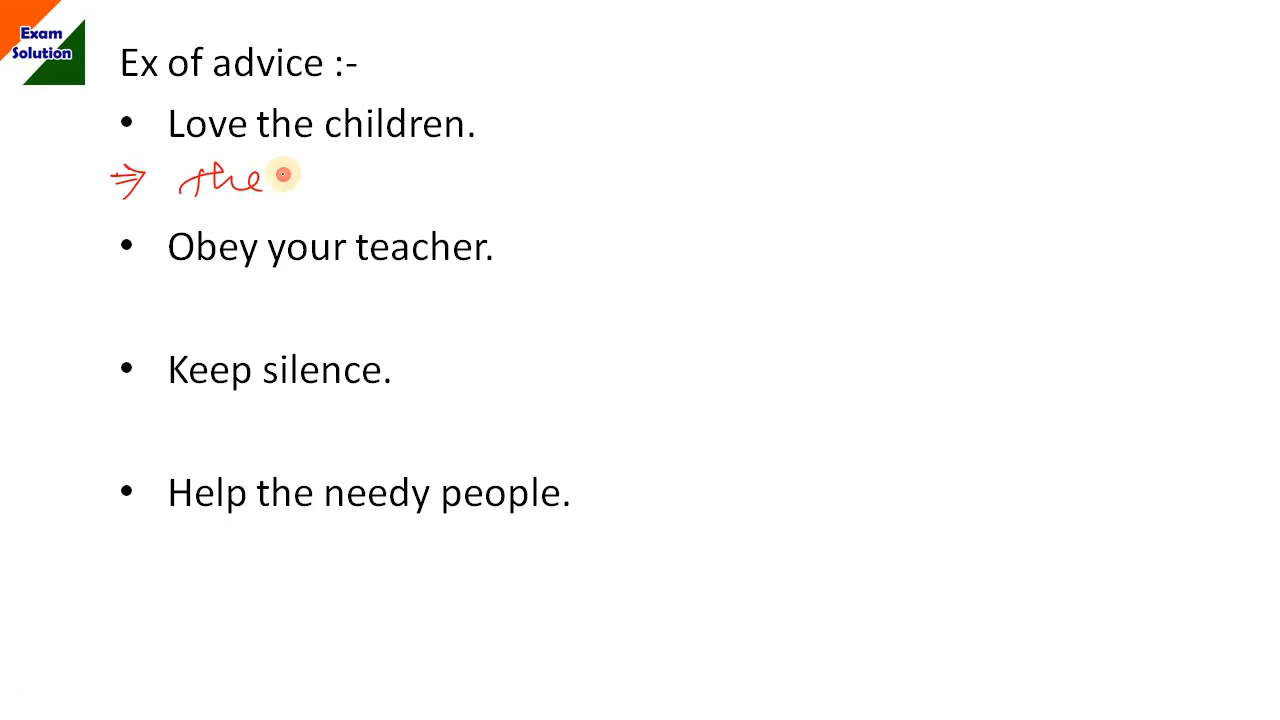 Exam
Solution
Ex of advice :-
• Love the children.
⇒ the
• Obey your teacher.
• Keep silence.
• Help the needy people.